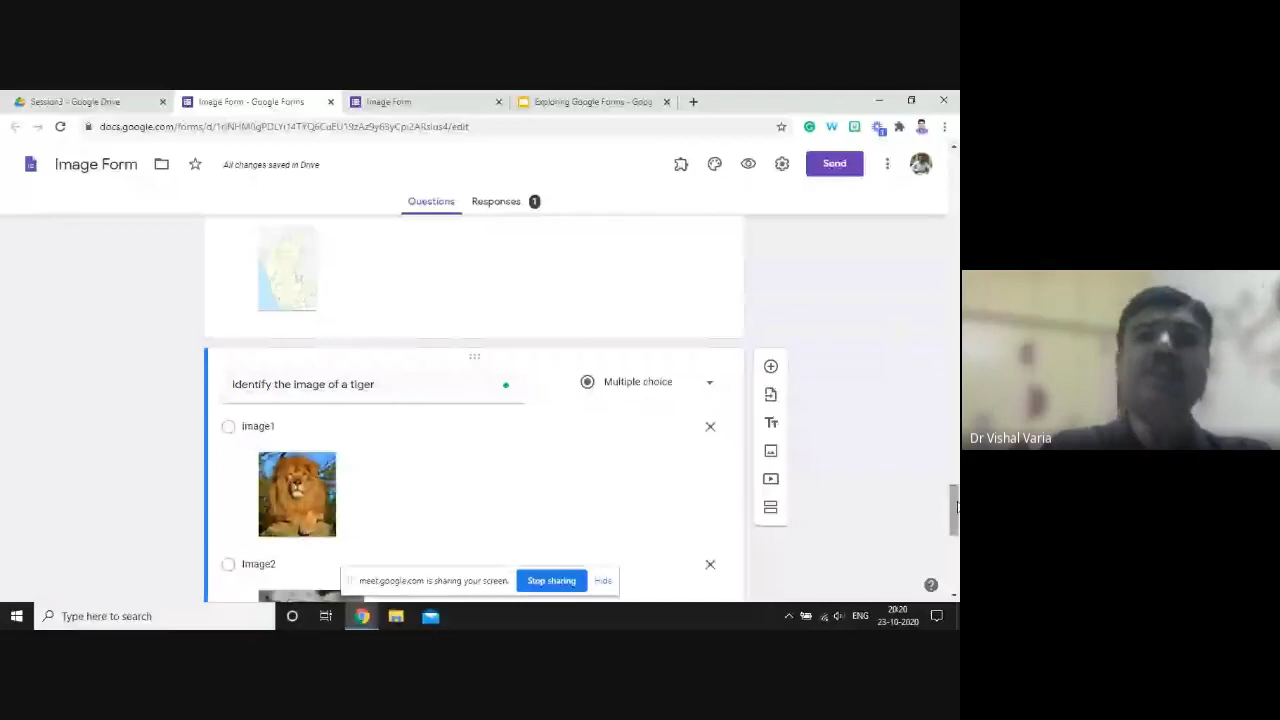 Session3 - Google Drive
Image Form - Google Forms
Image Form
Exploring Google Forms - Goog
Image Form
All changes saved in Drive
Send
Questions
Responses
1
identify the image of a tiger
Multiple choice
image1
Image2
meet.google.com is sharing your screen.
Stop sharing
Hide
Dr Vishal Varia
Type here to search
ENG
20:20
23-10-2020